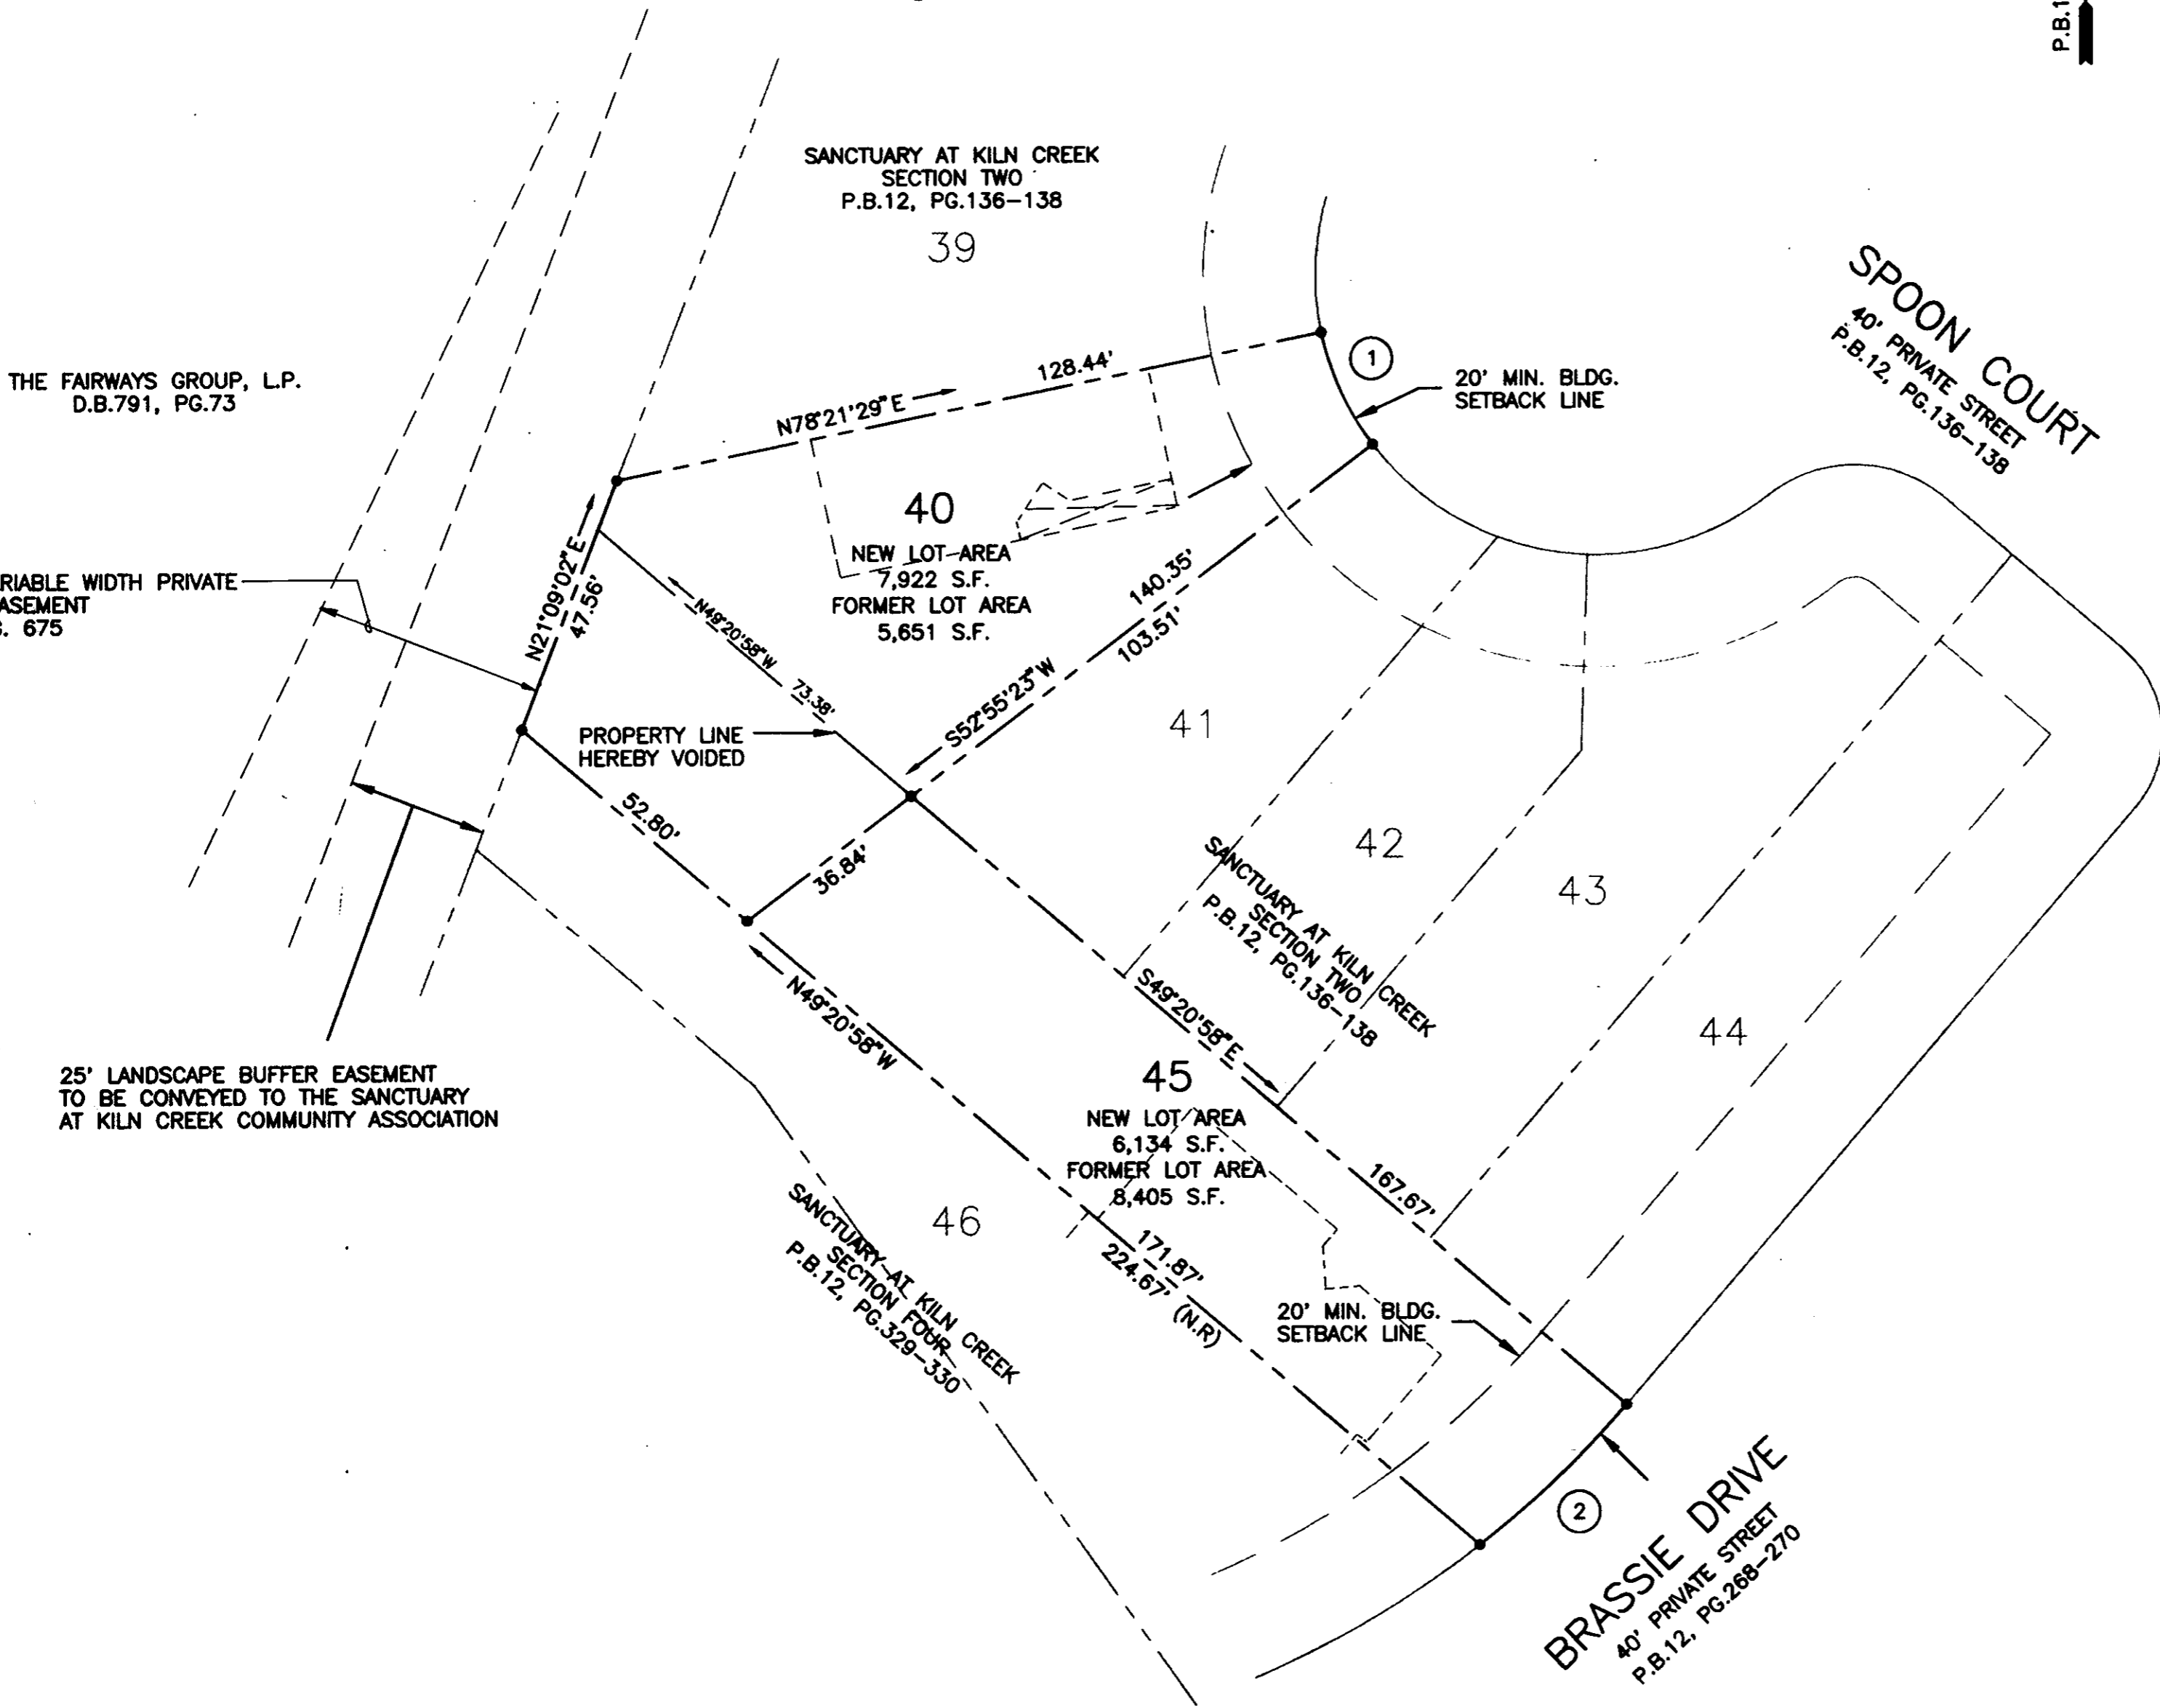 P.B.1
SANCTUARY AT KILN CREEK
SECTION TWO
P.B.12, PG.136-138
39
SPOON COURT
40' PRIVATE STREET
P.B.12, PG.136-138
THE FAIRWAYS GROUP, L.P.
D.B.791, PG.73
N78°21'29"E
128.44'
1
20' MIN. BLDG.
SETBACK LINE
40
NEW LOT AREA
7,922 S.F.
FORMER LOT AREA
5,651 S.F.
RIABLE WIDTH PRIVATE
ASEMENT
675
N21°09'02"E
47.56'
N49°20'58"W
73.38'
140.35'
103.51'
S52°55'23"W
PROPERTY LINE
HEREBY VOIDED
41
52.80'
36.84'
42
43
SANCTUARY AT KILN CREEK
SECTION TWO
P.B.12, PG.136-138
44
N49°20'58"W
S49°20'58"E
25' LANDSCAPE BUFFER EASEMENT
TO BE CONVEYED TO THE SANCTUARY
AT KILN CREEK COMMUNITY ASSOCIATION
45
NEW LOT AREA
6,134 S.F.
FORMER LOT AREA
8,405 S.F.
167.67'
46
SANCTUARY AT KILN CREEK
SECTION FOUR
P.B.12, PG.329-330
171.87'
224.67' (N.R)
20' MIN. BLDG.
SETBACK LINE
2
BRASSIE DRIVE
40' PRIVATE STREET
P.B.12, PG.268-270